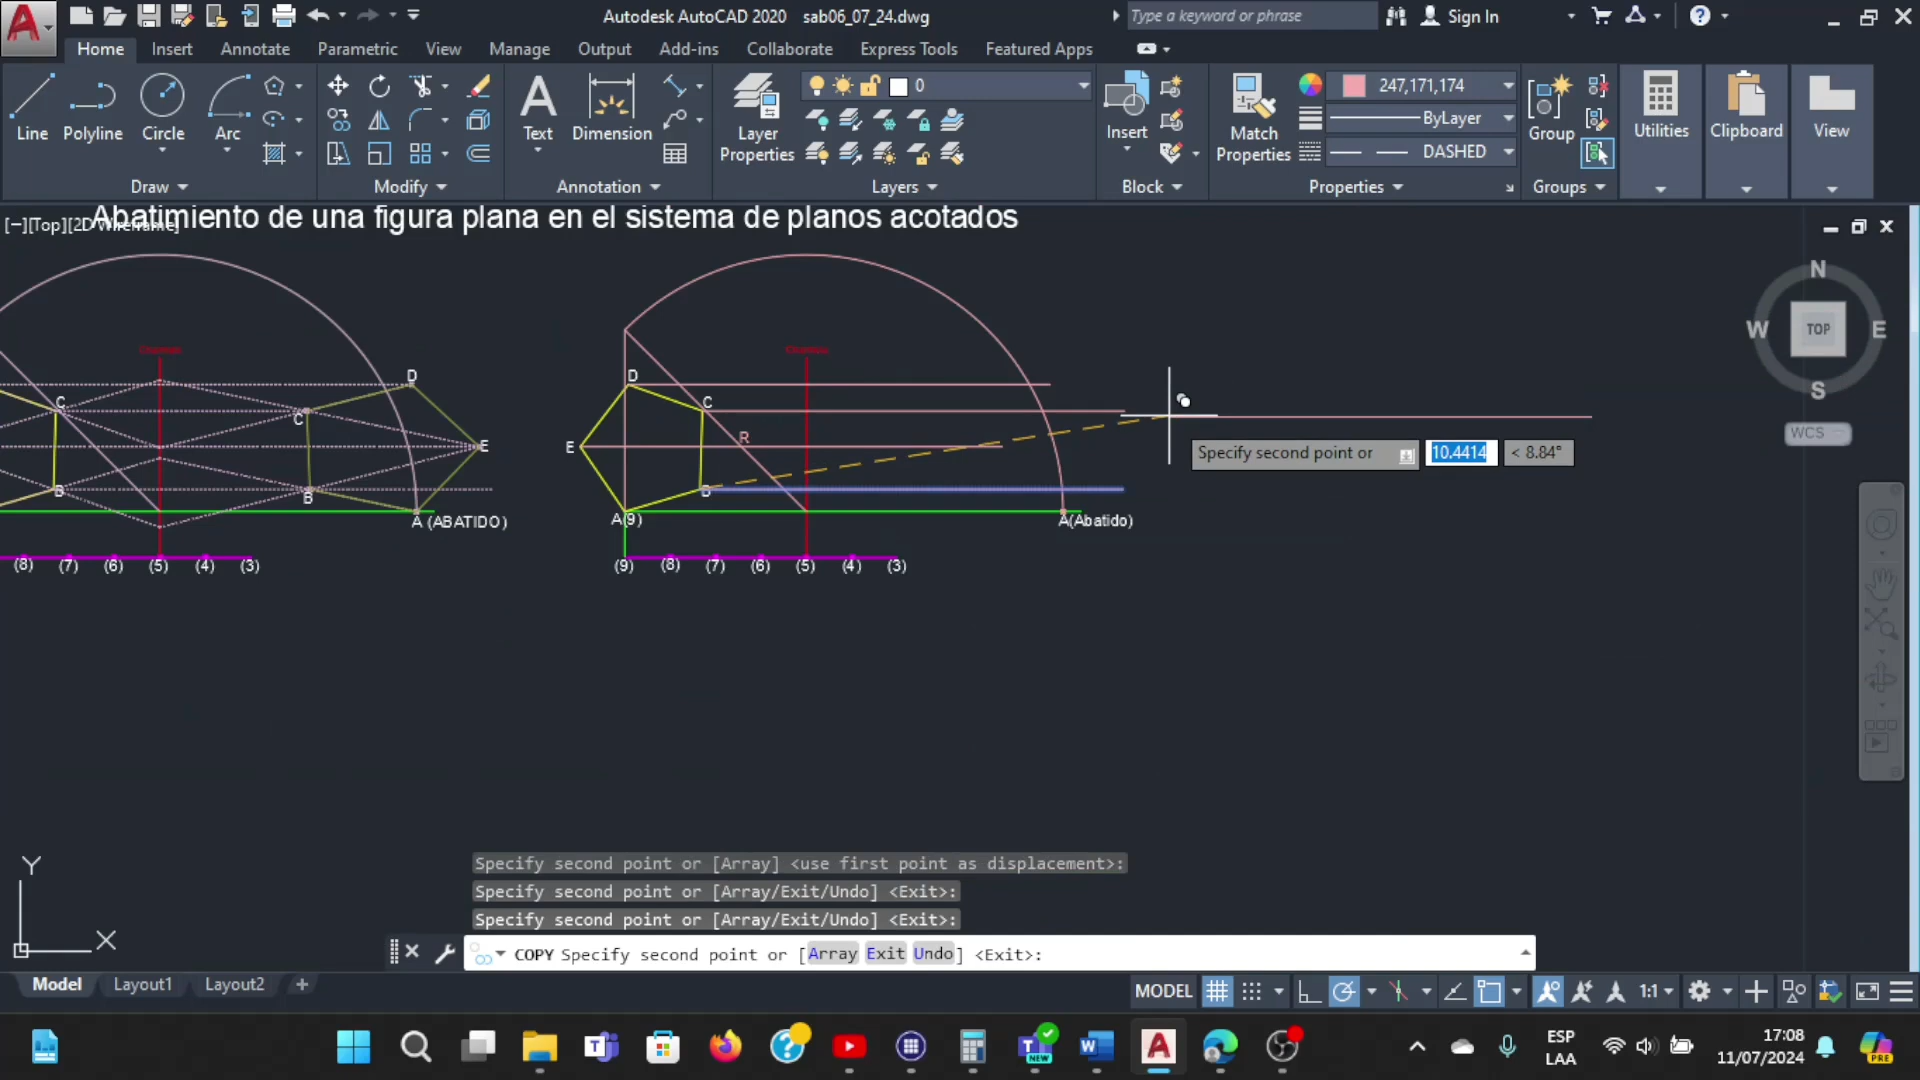 Autodesk AutoCAD 2020 sab06_07_24.dwg
Type a keyword or phrase
Sign In
Home Insert Annotate Parametric View Manage Output Add-ins Collaborate Express Tools Featured Apps
0
247,171,174
ByLayer
DASHED
Line Polyline Circle Arc
Text Dimension
Layer Properties
Insert
Match Properties
Group
Utilities Clipboard View
Draw Modify Annotation Layers Block Properties Groups
[−][Top][2D Wireframe]
Abatimiento de una figura plana en el sistema de planos acotados
N
W TOP E
S
WCS
D
C
C
E
B
B
A (ABATIDO)
(8) (7) (6) (5) (4) (3)
D
C
R
E
A(9)
A(Abatido)
(9) (8) (7) (6) (5) (4) (3)
Specify second point or 10.4414 < 8.84°
Y
X
Specify second point or [Array] <use first point as displacement>:
Specify second point or [Array/Exit/Undo] <Exit>:
Specify second point or [Array/Exit/Undo] <Exit>:
COPY Specify second point or [Array Exit Undo] <Exit>:
Model Layout1 Layout2 +
MODEL 1:1
NEW
ESP
LAA
17:08
11/07/2024
PRE